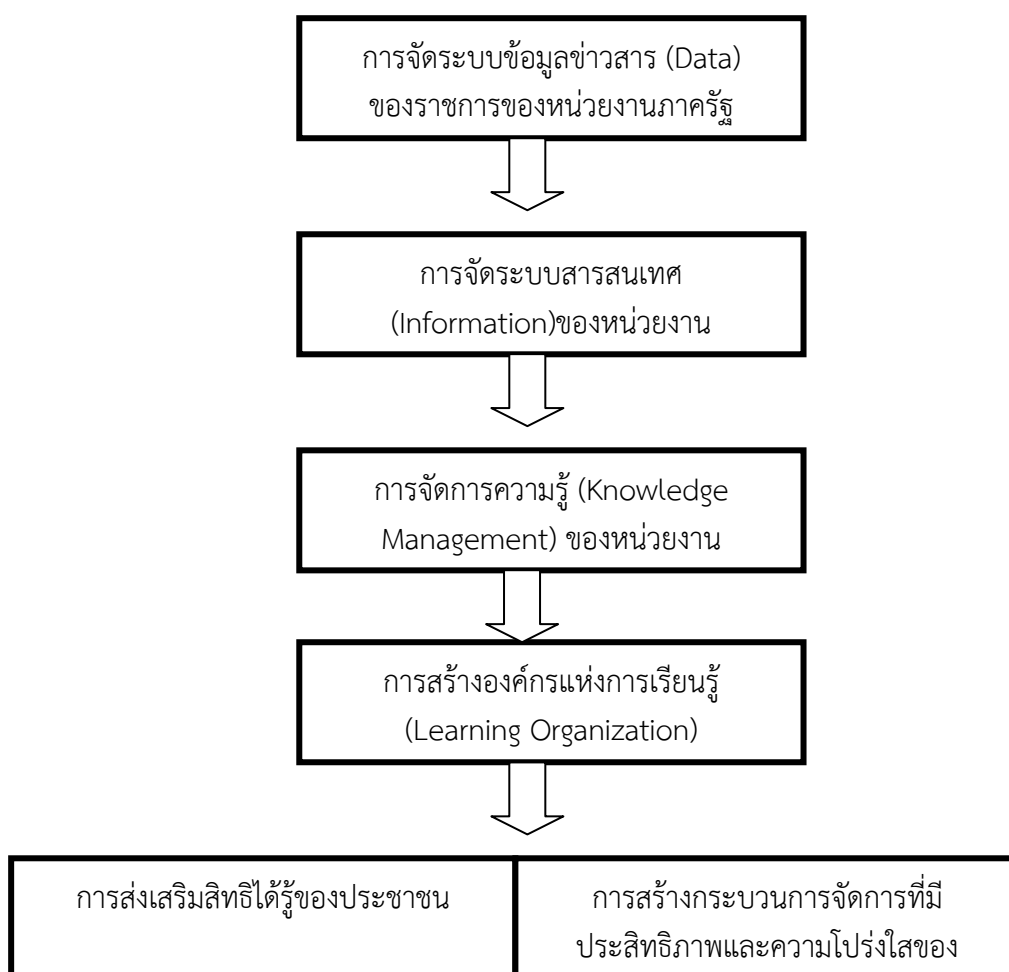 การจัดระบบข้อมูลข่าวสาร (Data)
ของราชการของหน่วยงานภาครัฐ
การจัดระบบสารสนเทศ
(Information)ของหน่วยงาน
การจัดการความรู้ (Knowledge
Management) ของหน่วยงาน
การสร้างองค์กรแห่งการเรียนรู้
(Learning Organization)
การส่งเสริมสิทธิได้รู้ของประชาชน
การสร้างกระบวนการจัดการที่มี
ประสิทธิภาพและความโปร่งใสของ